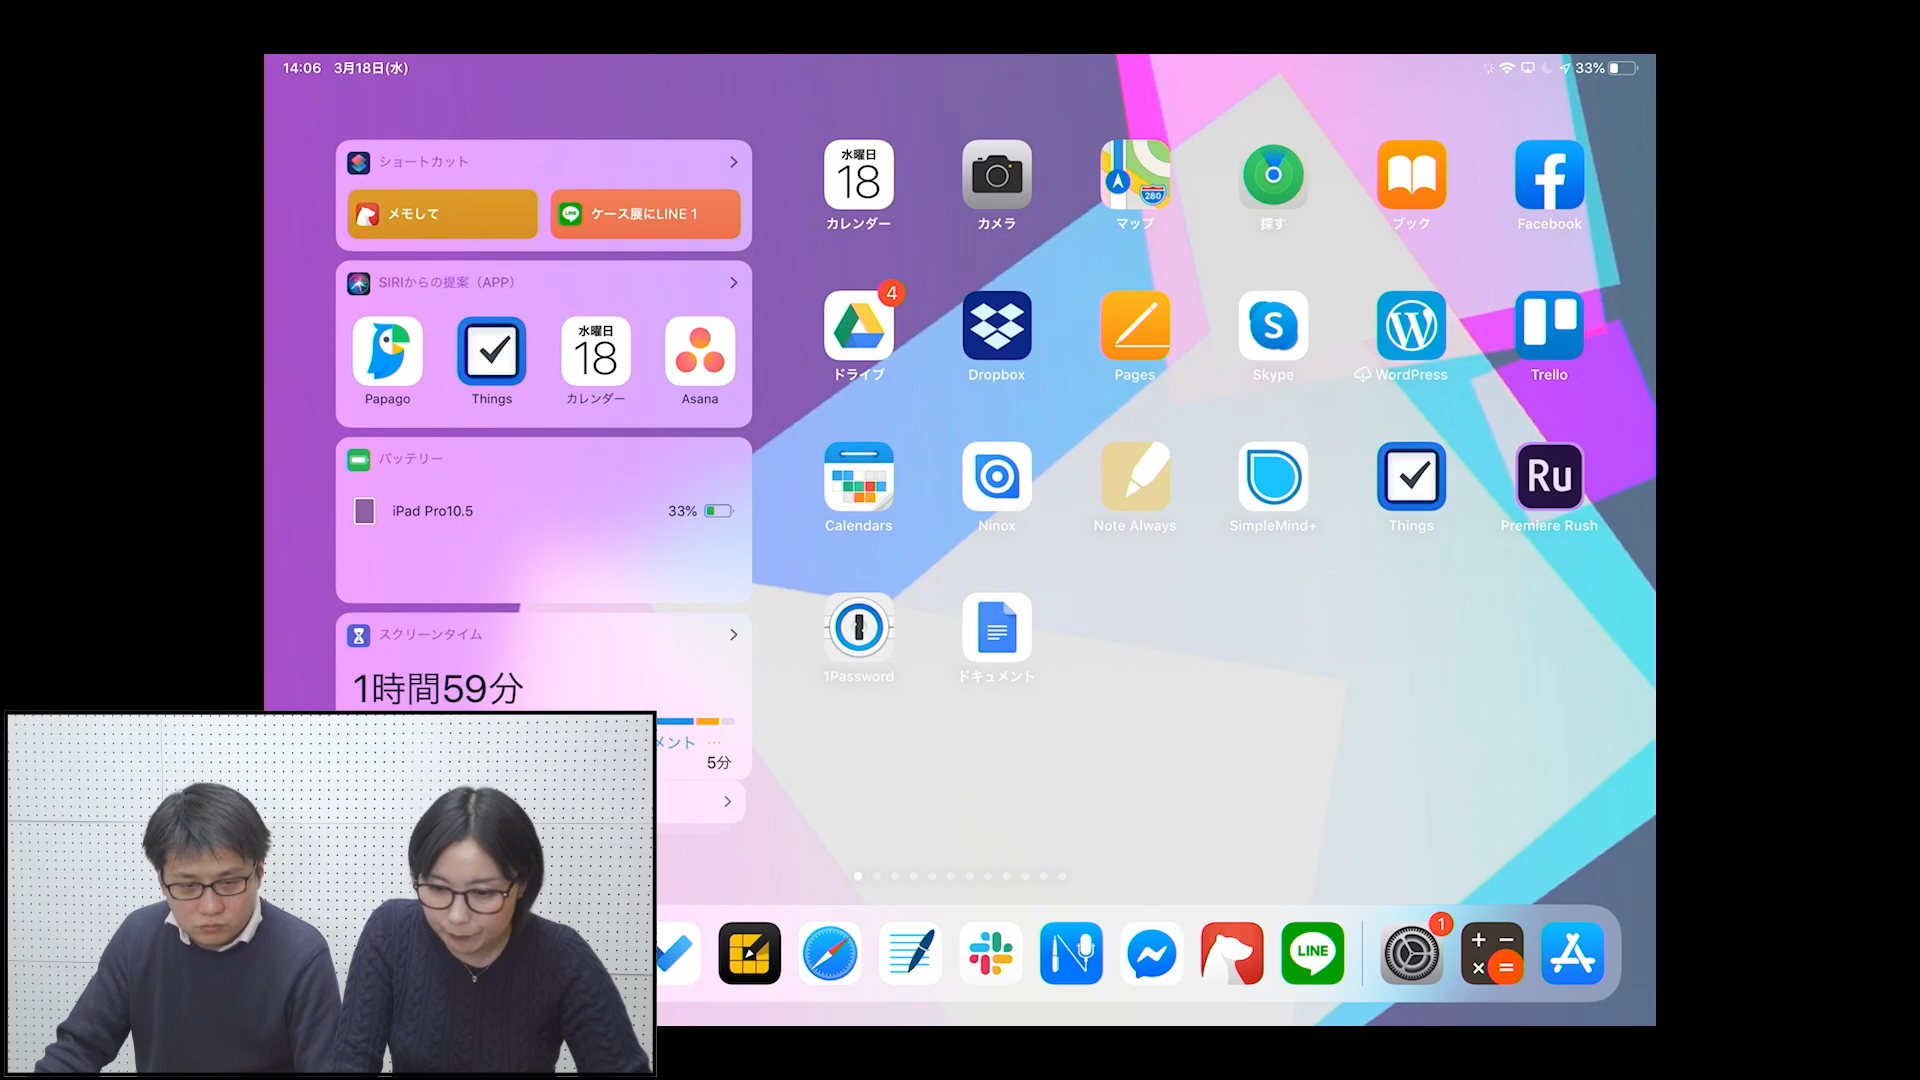 14:06 3月18日(水)
33%
ショートカット
メモして
ケース展にLINE 1
SIRIからの提案（APP）
Papago
Things
水曜日
18
カレンダー
Asana
バッテリー
iPad Pro10.5
33%
スクリーンタイム
1時間59分
メント
5分
水曜日
18
カレンダー
カメラ
280
マップ
探す
ブック
Facebook
4
ドライブ
Dropbox
Pages
S
Skype
W
WordPress
Trello
Calendars
Ninox
Note Always
SimpleMind+
Things
Ru
Premiere Rush
1Password
ドキュメント
LINE
1